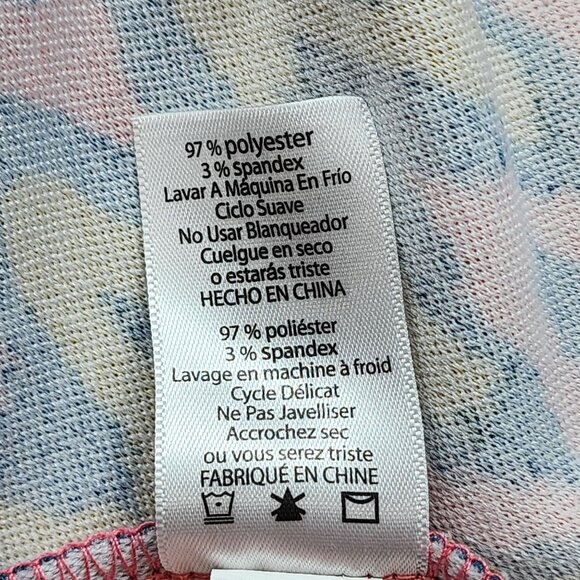 97 % polyester
3 % spandex
Lavar A Máquina En Frío
Ciclo Suave
No Usar Blanqueador
Cuelgue en seco
o estarás triste
HECHO EN CHINA
97 % poliéster
3 % spandex
Lavage en machine à froid
Cycle Délicat
Ne Pas Javelliser
Accrochez sec
ou vous serez triste
FABRIQUÉ EN CHINE